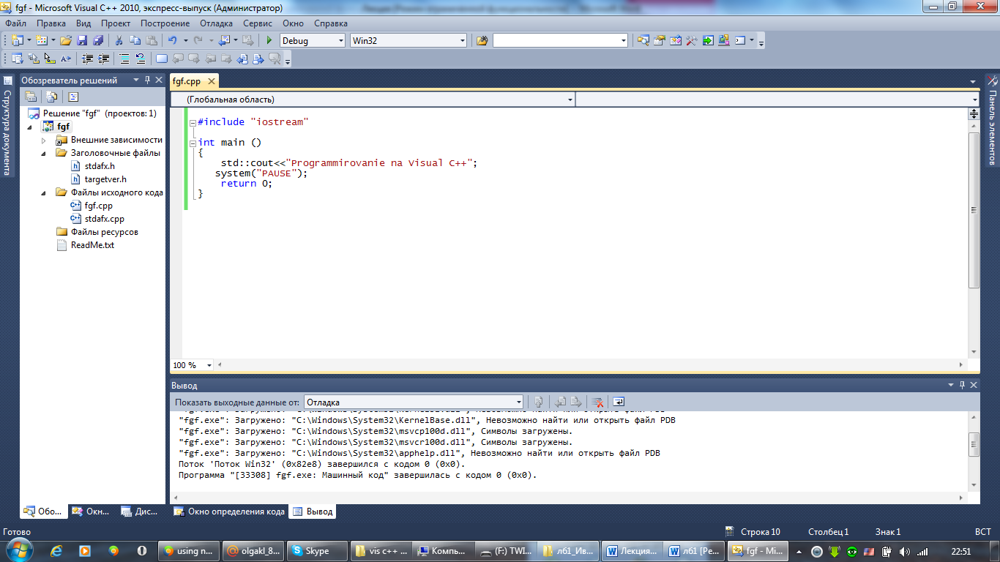 fgf - Microsoft Visual C++ 2010, экспресс-выпуск (Администратор)
Файл Правка Вид Проект Построение Отладка Сервис Окно Справка
Debug Win32
Обозреватель решений
fgf.cpp
(Глобальная область)
Структура документа
Панель элементов
Решение "fgf" (проектов: 1)
fgf
Внешние зависимости
Заголовочные файлы
stdafx.h
targetver.h
Файлы исходного кода
fgf.cpp
stdafx.cpp
Файлы ресурсов
ReadMe.txt
#include "iostream"
int main ()
{
std::cout<<"Programmirovanie na Visual C++";
system("PAUSE");
return 0;
}
100 %
Вывод
Показать выходные данные от: Отладка
"fgf.exe": Загружено: "C:\Windows\System32\KernelBase.dll", Невозможно найти или открыть файл PDB
"fgf.exe": Загружено: "C:\Windows\System32\msvcp100d.dll", Символы загружены.
"fgf.exe": Загружено: "C:\Windows\System32\msvcr100d.dll", Символы загружены.
"fgf.exe": Загружено: "C:\Windows\System32\apphelp.dll", Невозможно найти или открыть файл PDB
Поток 'Поток Win32' (0x82e8) завершился с кодом 0 (0x0).
Программа "[33308] fgf.exe: Машинный код" завершилась с кодом 0 (0x0).
Обо... Окн... Дис... Окно определения кода Вывод
Готово Строка 10 Столбец 1 Знак 1 ВСТ
using n... olgakl_8... Skype vis c++ ... Компь... (F:) TWI... лб1_Ив... Лекция... лб1 [Ре... fgf - Mi... 22:51